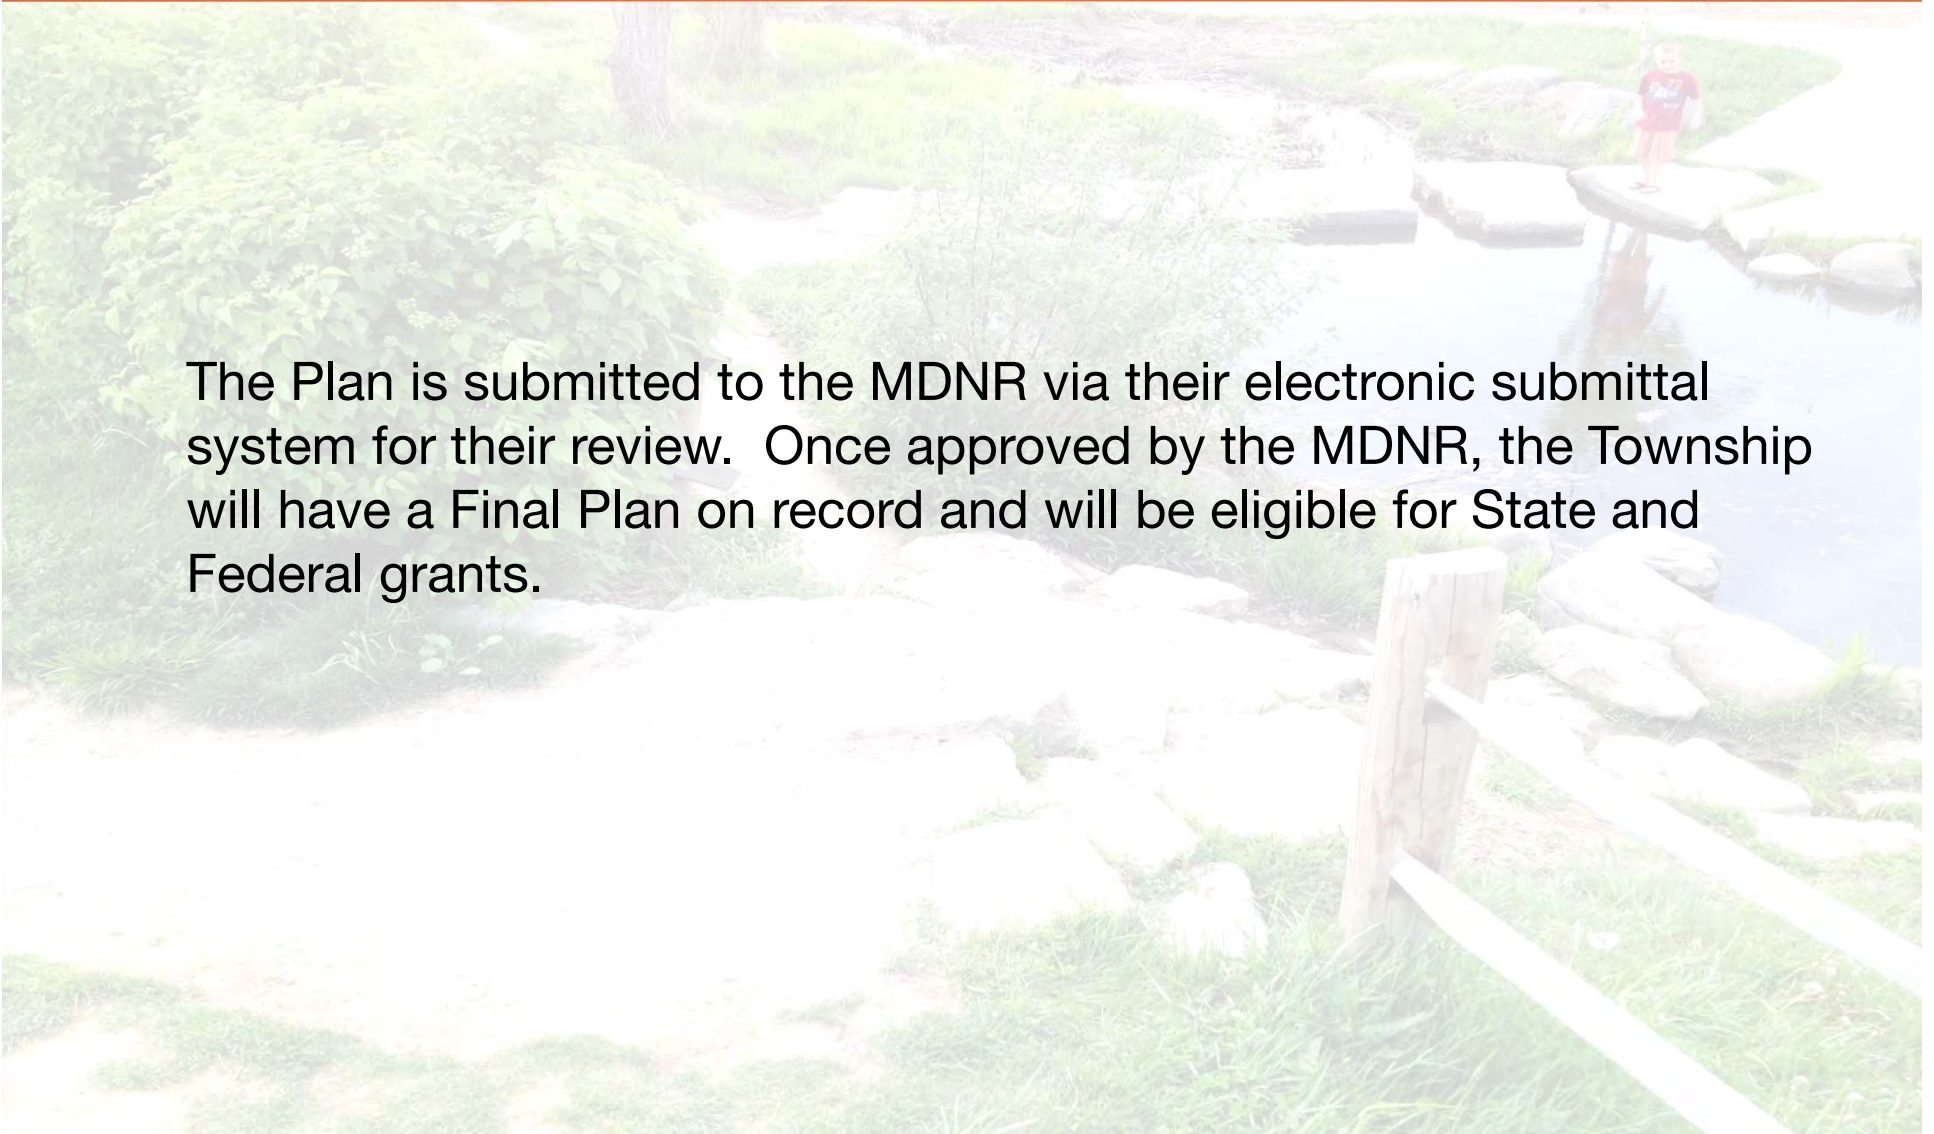 The Plan is submitted to the MDNR via their electronic submittal
system for their review.  Once approved by the MDNR, the Township
will have a Final Plan on record and will be eligible for State and
Federal grants.